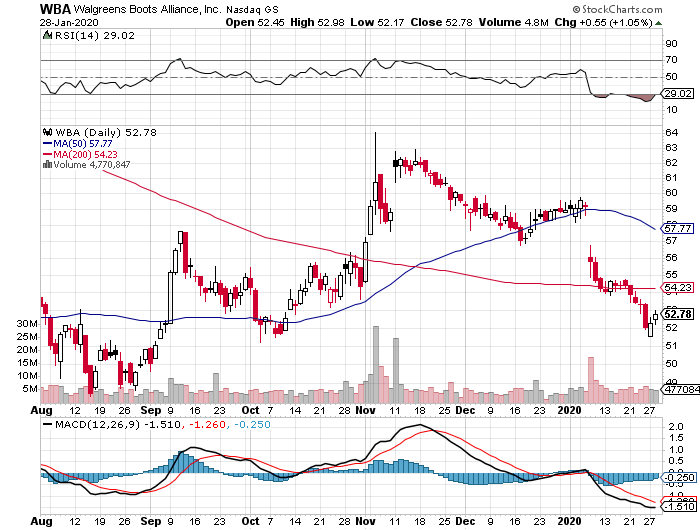 WBA Walgreens Boots Alliance, Inc. Nasdaq GS © StockCharts.com
28-Jan-2020 Open 52.45 High 52.98 Low 52.17 Close 52.78 Volume 4.8M Chg +0.55 (+1.05%)
RSI(14) 29.02
90
70
50
29.02
10
WBA (Daily) 52.78
MA(50) 57.77
MA(200) 54.23
Volume 4,770,847
64
63
62
61
60
59
57.77
57
56
55
54.23
52.78
52
51
50
49
30M
25M
20M
15M
10M
5M
477084
Aug 12 19 26 Sep 9 16 23 Oct 7 14 21 28 Nov 11 18 25 Dec 9 16 23 2020 13 21 27
MACD(12,26,9) -1.510, -1.260, -0.250
2.0
1.5
1.0
0.5
0.0
-0.250
-0.5
-1.260
-1.510
Aug 12 19 26 Sep 9 16 23 Oct 7 14 21 28 Nov 11 18 25 Dec 9 16 23 2020 13 21 27